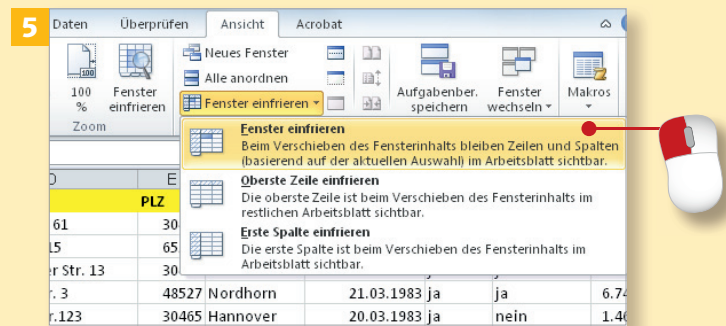 5
Daten Überprüfen Ansicht Acrobat
Neues Fenster
Alle anordnen
Fenster einfrieren
100 %
Fenster einfrieren
Aufgabenber. speichern
Fenster wechseln
Makros
Zoom
Fenster einfrieren
Beim Verschieben des Fensterinhalts bleiben Zeilen und Spalten
(basierend auf der aktuellen Auswahl) im Arbeitsblatt sichtbar.
Oberste Zeile einfrieren
Die oberste Zeile ist beim Verschieben des Fensterinhalts im
restlichen Arbeitsblatt sichtbar.
Erste Spalte einfrieren
Die erste Spalte ist beim Verschieben des Fensterinhalts im
Arbeitsblatt sichtbar.
E
PLZ
61 30
15 65
Str. 13 30
. 3 48527 Nordhorn 21.03.1983 ja ja 6.74
r.123 30465 Hannover 20.03.1983 ja nein 1.46